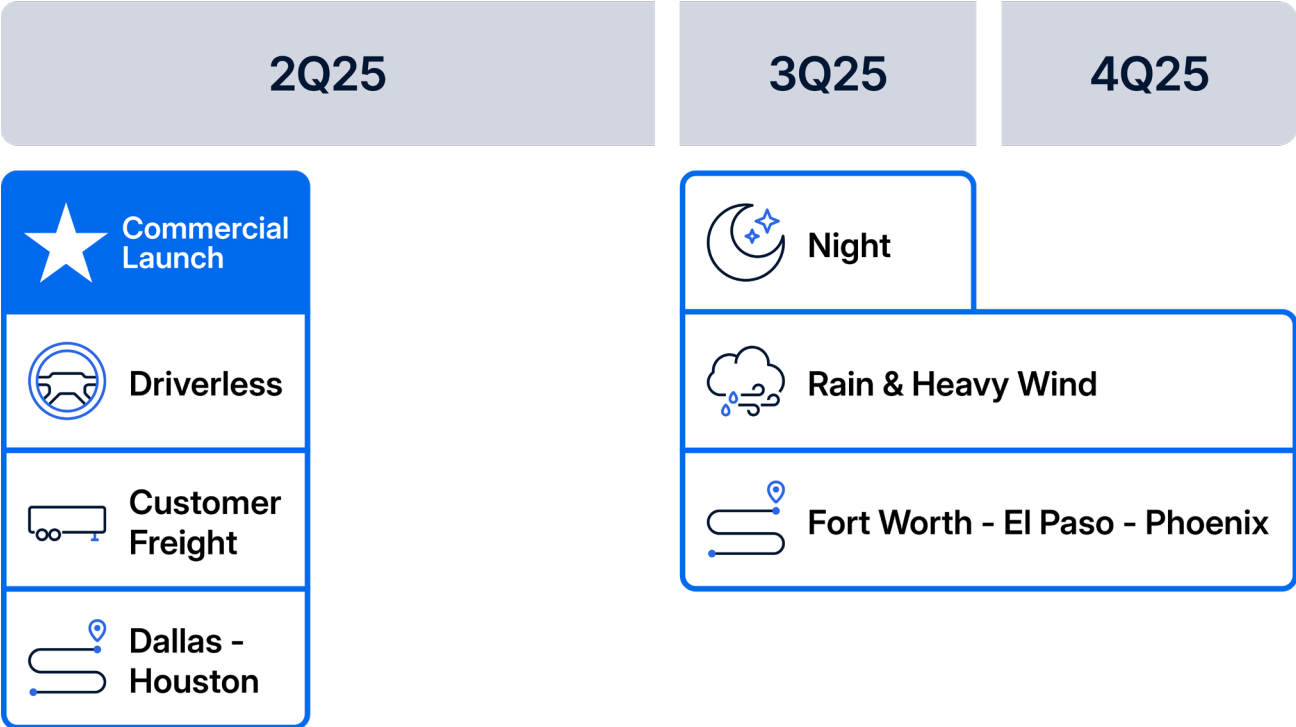 2Q25
3Q25
4Q25
Commercial
Launch
Driverless
Customer
Freight
Dallas -
Houston
Night
Rain & Heavy Wind
Fort Worth - El Paso - Phoenix